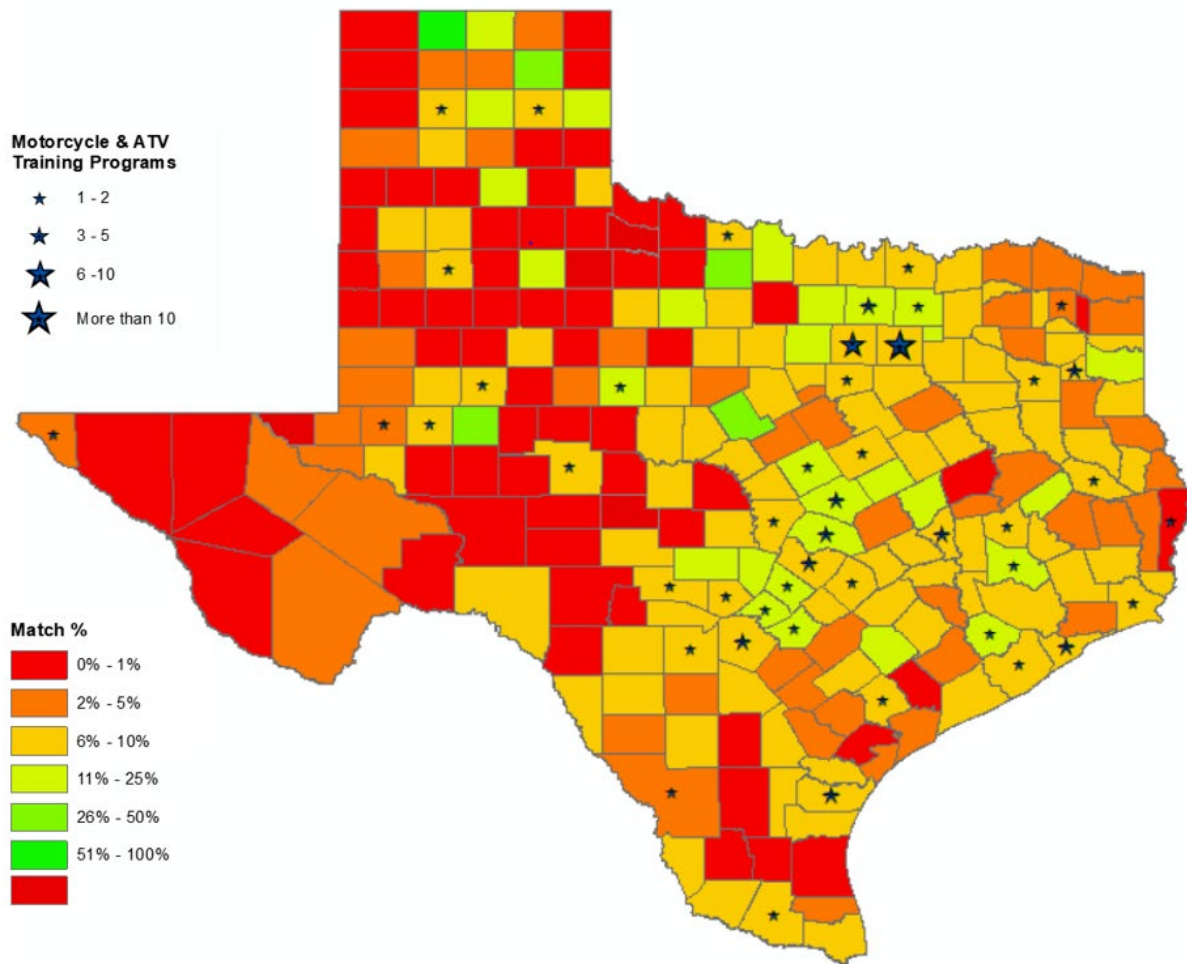 Motorcycle & ATV
Training Programs
1 - 2
3 - 5
6 -10
More than 10
Match %
0% - 1%
2% - 5%
6% - 10%
11% - 25%
26% - 50%
51% - 100%